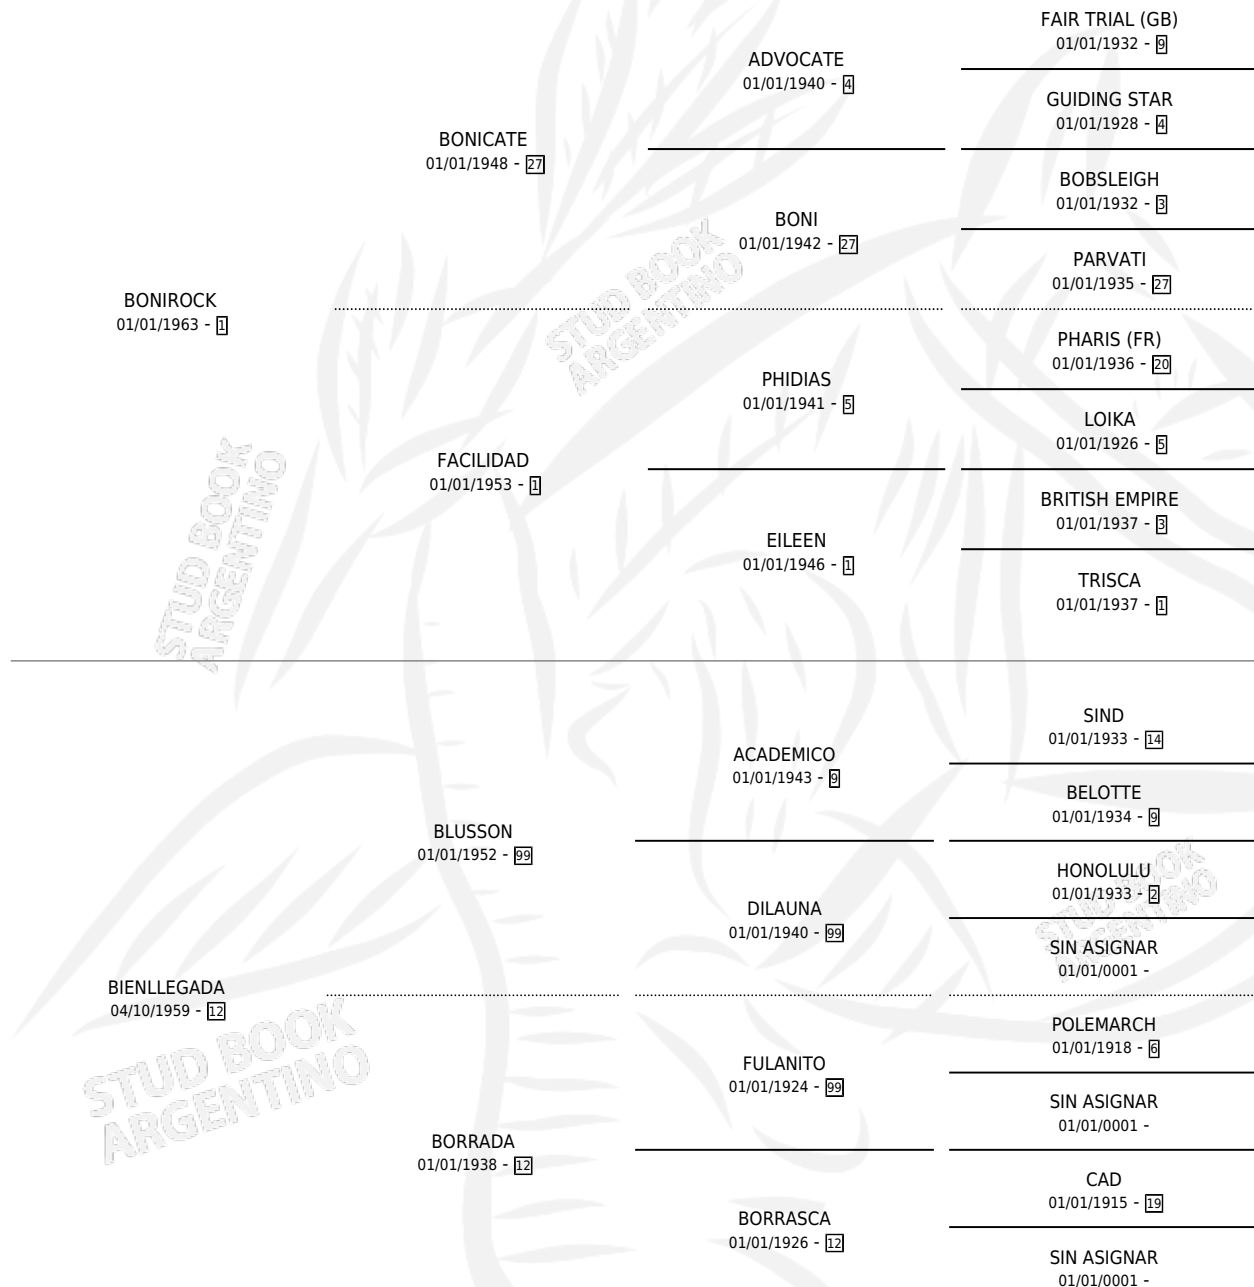 FAIR TRIAL (GB)
01/01/1932 - 9
ADVOCATE
01/01/1940 - 4
GUIDING STAR
01/01/1928 - 4
BONICATE
01/01/1948 - 27
BOBSLEIGH
01/01/1932 - 3
BONI
01/01/1942 - 27
PARVATI
01/01/1935 - 27
BONIROCK
01/01/1963 - 1
PHARIS (FR)
01/01/1936 - 20
PHIDIAS
01/01/1941 - 5
LOIKA
01/01/1926 - 5
FACILIDAD
01/01/1953 - 1
BRITISH EMPIRE
01/01/1937 - 3
EILEEN
01/01/1946 - 1
TRISCA
01/01/1937 - 1
SIND
01/01/1933 - 14
ACADEMICO
01/01/1943 - 9
BELOTTE
01/01/1934 - 9
BLUSSON
01/01/1952 - 99
HONOLULU
01/01/1933 - 2
DILAUNA
01/01/1940 - 99
SIN ASIGNAR
01/01/0001 -
BIENLLEGADA
04/10/1959 - 12
POLEMARCH
01/01/1918 - 6
FULANITO
01/01/1924 - 99
SIN ASIGNAR
01/01/0001 -
BORRADA
01/01/1938 - 12
CAD
01/01/1915 - 19
BORRASCA
01/01/1926 - 12
SIN ASIGNAR
01/01/0001 -
STUD BOOK
ARGENTINO
STUD BOOK
ARGENTINO
STUD BOOK
ARGENTINO
STUD BOOK
ARGENTINO